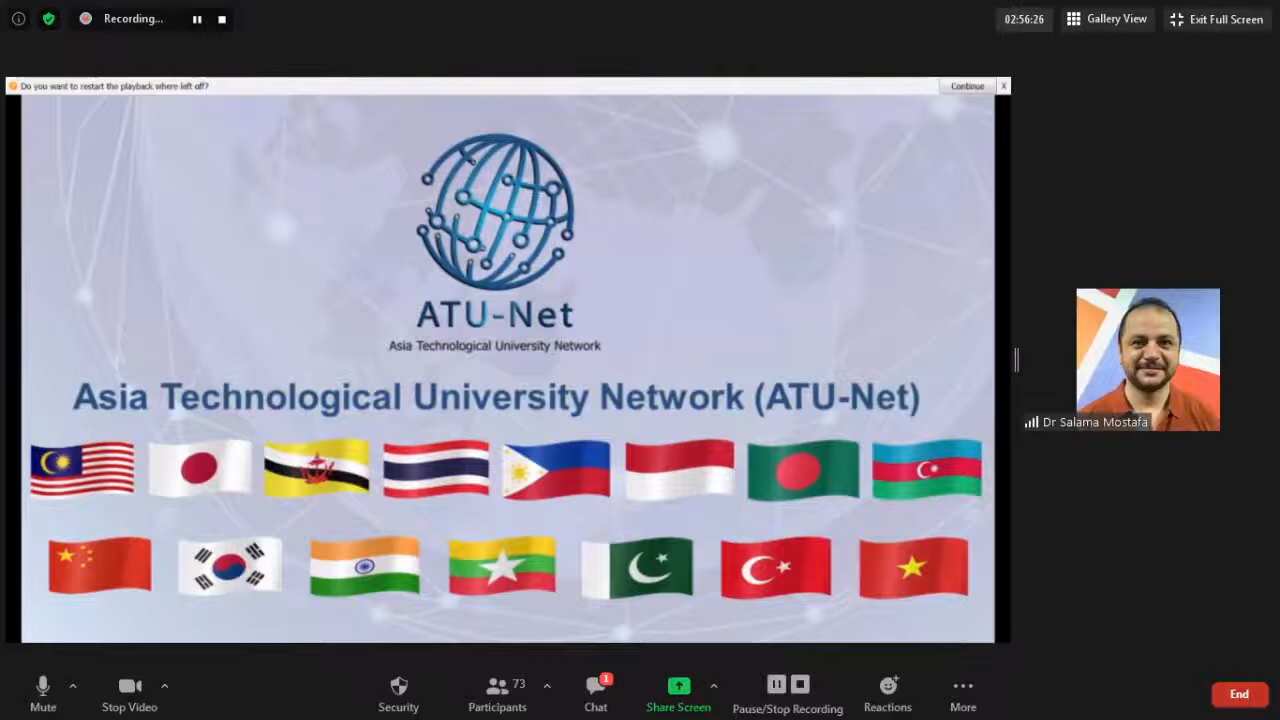 Recording...
02:56:26
Gallery View
Exit Full Screen
Do you want to restart the playback where left off?
Continue
X
ATU-Net
Asia Technological University Network
Asia Technological University Network (ATU-Net)
Dr Salama Mostafa
Mute
Stop Video
Security
73
Participants
1
Chat
Share Screen
Pause/Stop Recording
Reactions
More
End